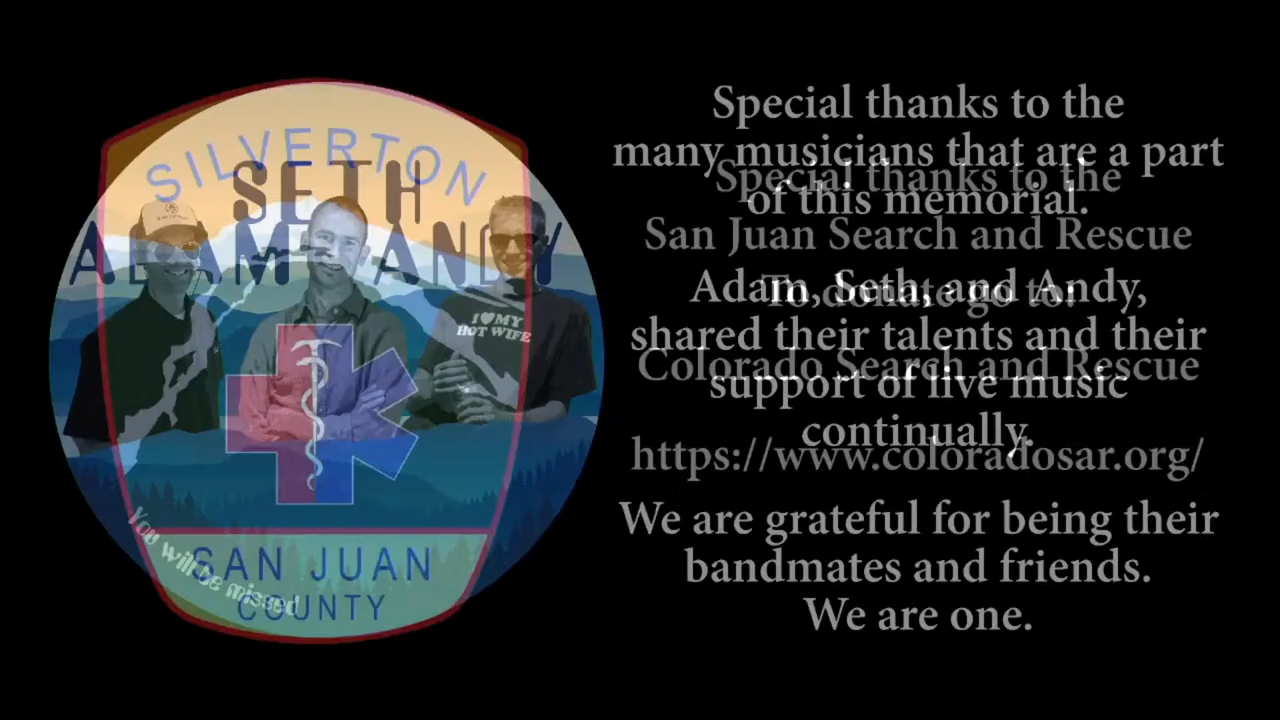 SILVERTON
SETH
ADAM ANDY
I♥MY
HOT WIFE
You will be missed
SAN JUAN
COUNTY
Special thanks to the
many musicians that are a part
of this memorial.
Adam, Seth, and Andy,
shared their talents and their
support of live music
continually.
We are grateful for being their
bandmates and friends.
We are one.
Special thanks to the
San Juan Search and Rescue
To donate go to:
Colorado Search and Rescue
https://www.coloradosar.org/